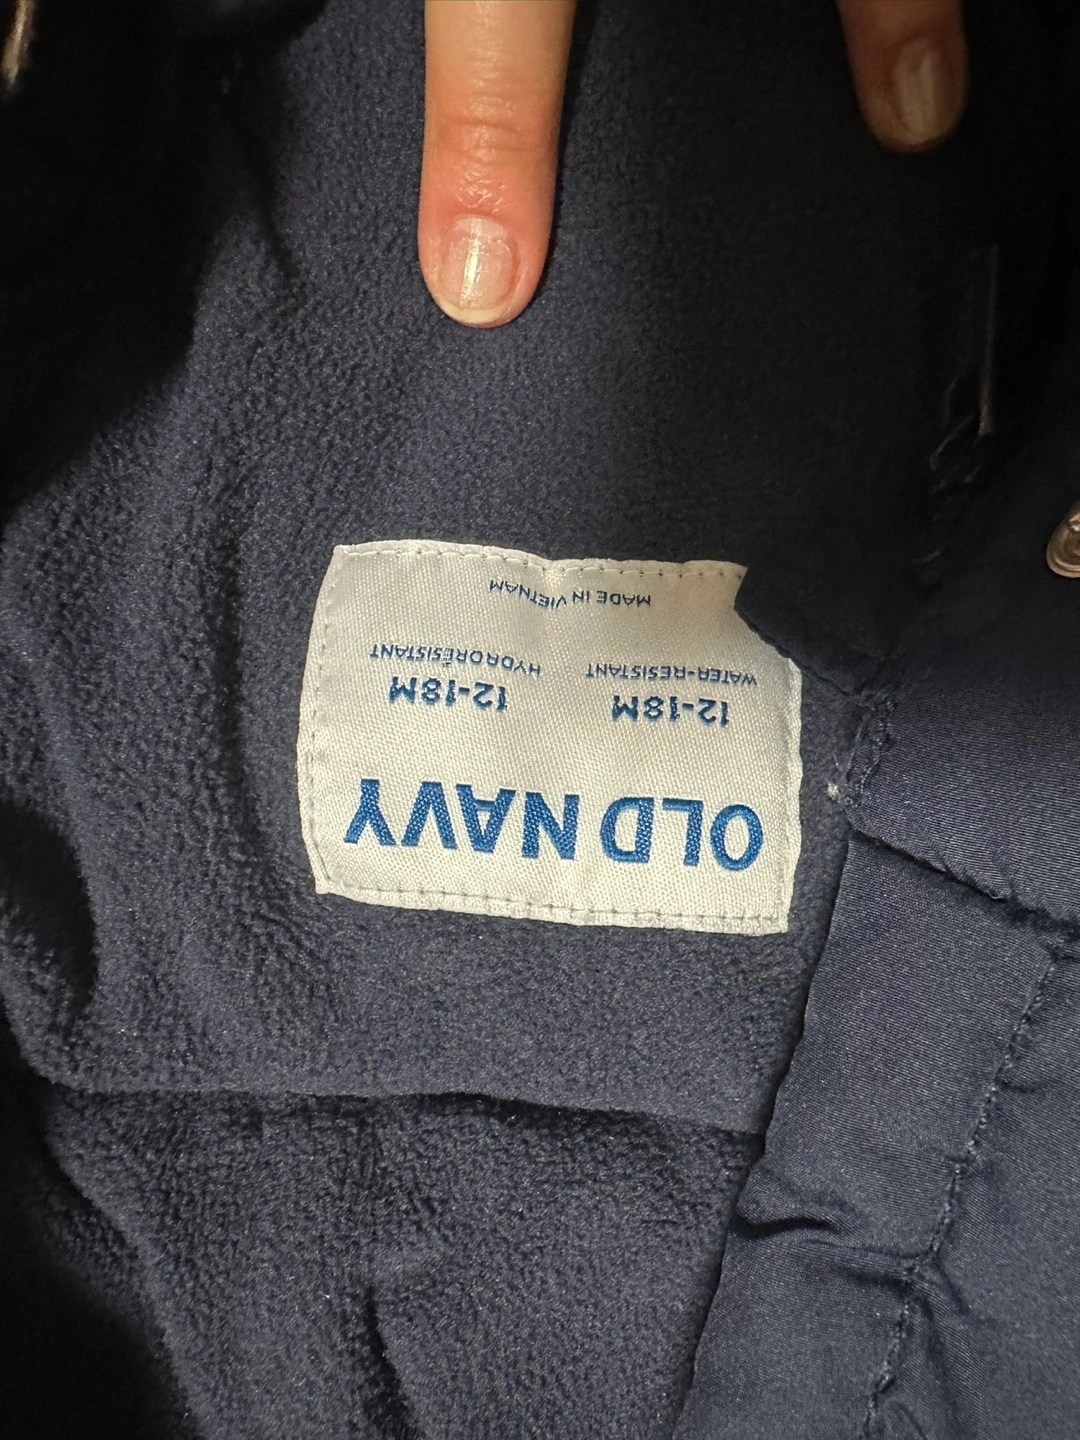 OLD NAVY
12-18M 12-18M
WATER-RESISTANT HYDRORÉSISTANT
MADE IN VIETNAM